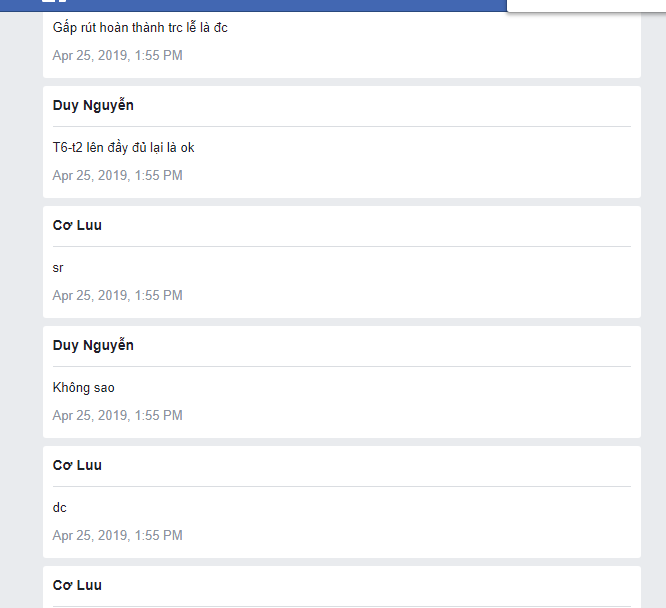 Gấp rút hoàn thành trc lễ là đc
Apr 25, 2019, 1:55 PM
Duy Nguyễn
T6-t2 lên đầy đủ lại là ok
Apr 25, 2019, 1:55 PM
Cơ Luu
sr
Apr 25, 2019, 1:55 PM
Duy Nguyễn
Không sao
Apr 25, 2019, 1:55 PM
Cơ Luu
dc
Apr 25, 2019, 1:55 PM
Cơ Luu